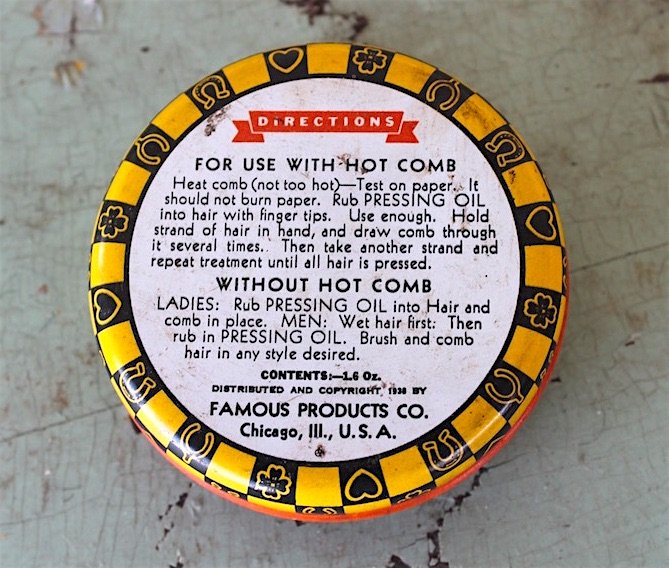 DIRECTIONS
FOR USE WITH HOT COMB
Heat comb (not too hot)—Test on paper. It
should not burn paper. Rub PRESSING OIL
into hair with finger tips. Use enough. Hold
strand of hair in hand, and draw comb through
it several times. Then take another strand and
repeat treatment until all hair is pressed.
WITHOUT HOT COMB
LADIES: Rub PRESSING OIL into Hair and
comb in place. MEN: Wet hair first. Then
rub in PRESSING OIL. Brush and comb
hair in any style desired.
CONTENTS:—1.6 Oz.
DISTRIBUTED AND COPYRIGHT, 1936 BY
FAMOUS PRODUCTS CO.
Chicago, Ill., U.S.A.